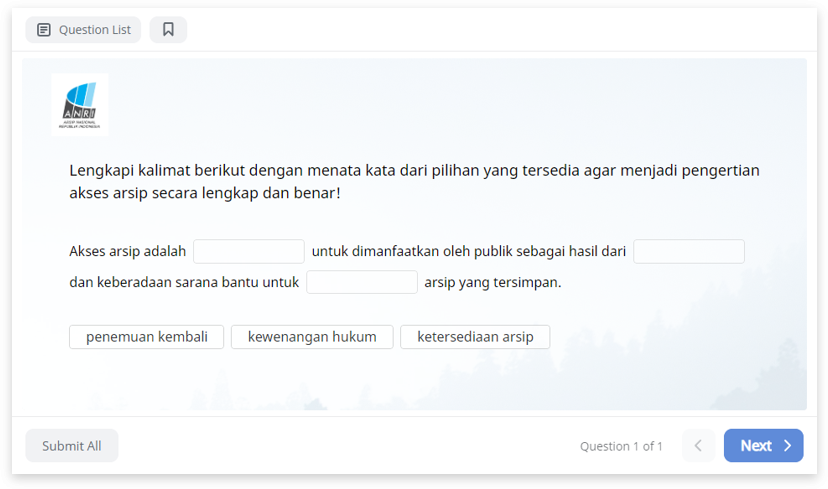 Question List
ANRI
ARSIP NASIONAL
REPUBLIK INDONESIA
Lengkapi kalimat berikut dengan menata kata dari pilihan yang tersedia agar menjadi pengertian
akses arsip secara lengkap dan benar!
Akses arsip adalah untuk dimanfaatkan oleh publik sebagai hasil dari
dan keberadaan sarana bantu untuk arsip yang tersimpan.
penemuan kembali kewenangan hukum ketersediaan arsip
Submit All Question 1 of 1 Next